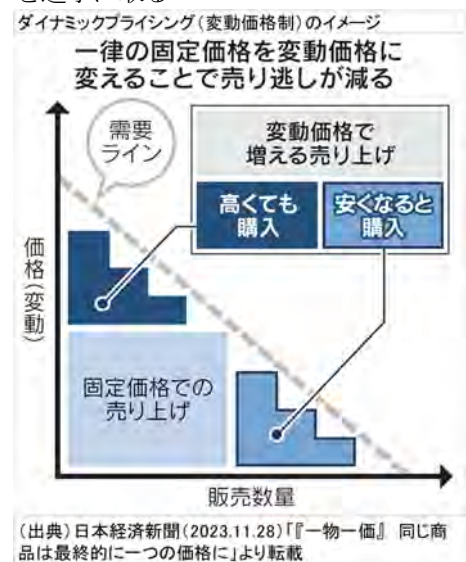 ダイナミックプライシング(変動価格制)のイメージ
一律の固定価格を変動価格に
変えることで売り逃しが減る
需要
ライン
変動価格で
増える売り上げ
高くても
購入
安くなると
購入
価格(変動)
固定価格での
売り上げ
販売数量
(出典)日本経済新聞(2023.11.28)「『一物一価』 同じ商
品は最終的に一つの価格に」より転載